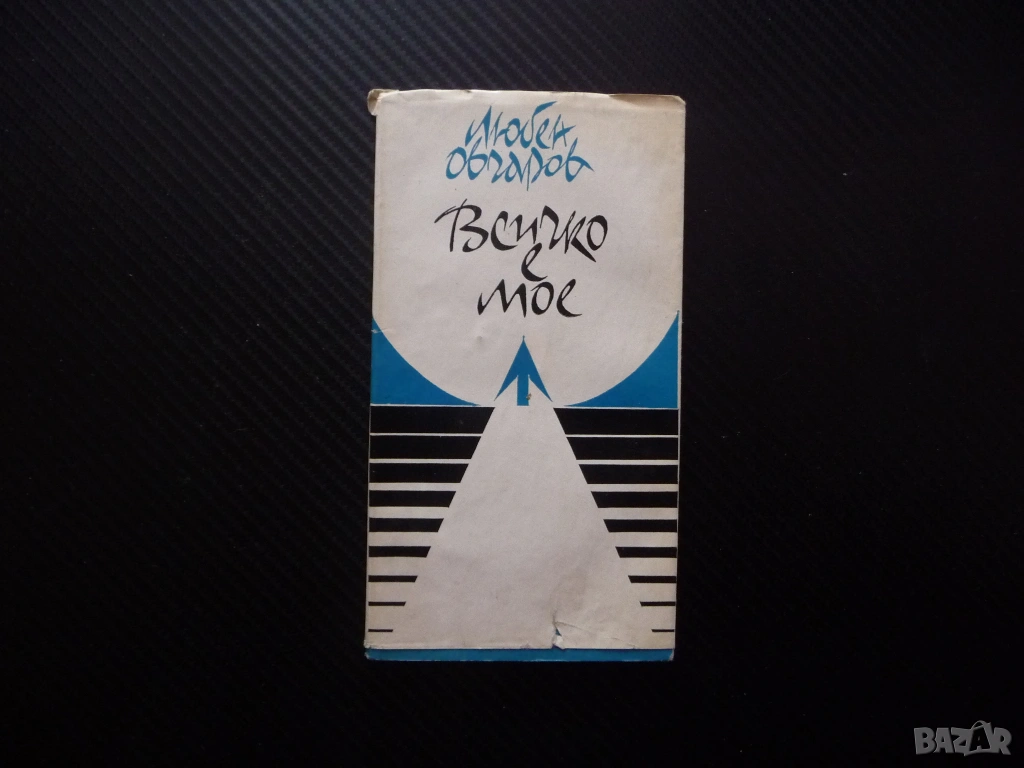 Любен
Овчаров
Всичко
е
мое
BAZAR